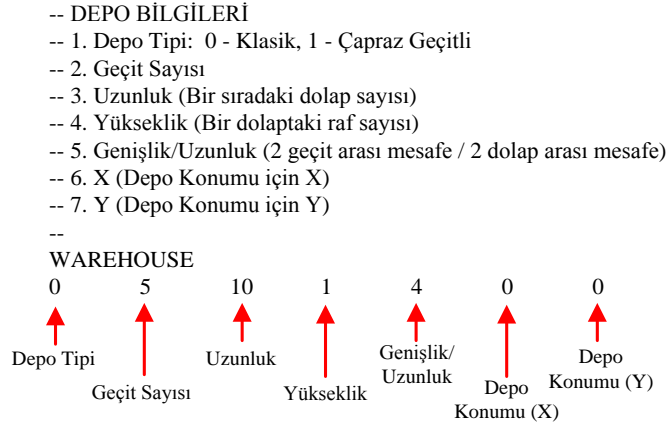 -- DEPO BİLGİLERİ
-- 1. Depo Tipi:  0 - Klasik, 1 - Çapraz Geçitli
-- 2. Geçit Sayısı
-- 3. Uzunluk (Bir sıradaki dolap sayısı)
-- 4. Yükseklik (Bir dolaptaki raf sayısı)
-- 5. Genişlik/Uzunluk (2 geçit arası mesafe / 2 dolap arası mesafe)
-- 6. X (Depo Konumu için X)
-- 7. Y (Depo Konumu için Y)
--
WAREHOUSE
0 5 10 1 4 0 0
Depo Tipi
Geçit Sayısı
Uzunluk
Yükseklik
Genişlik/
Uzunluk
Depo
Konumu (X)
Depo
Konumu (Y)